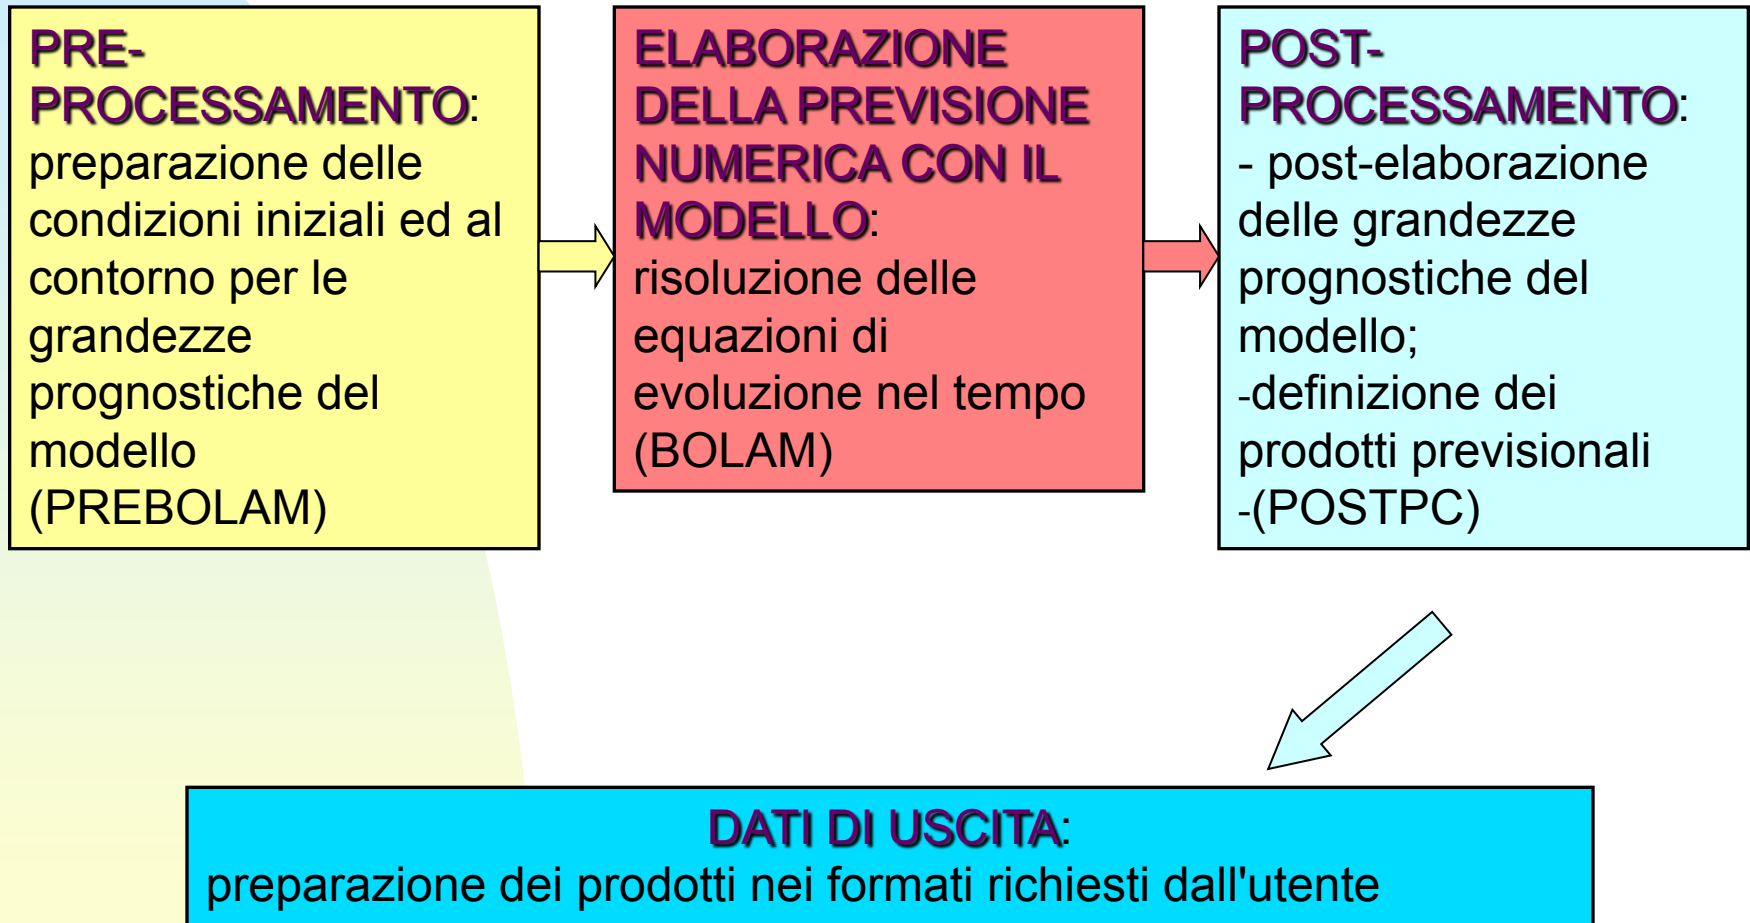 PRE-
PROCESSAMENTO:
preparazione delle
condizioni iniziali ed al
contorno per le
grandezze
prognostiche del
modello
(PREBOLAM)
ELABORAZIONE
DELLA PREVISIONE
NUMERICA CON IL
MODELLO:
risoluzione delle
equazioni di
evoluzione nel tempo
(BOLAM)
POST-
PROCESSAMENTO:
- post-elaborazione
delle grandezze
prognostiche del
modello;
-definizione dei
prodotti previsionali
-(POSTPC)
DATI DI USCITA:
preparazione dei prodotti nei formati richiesti dall'utente